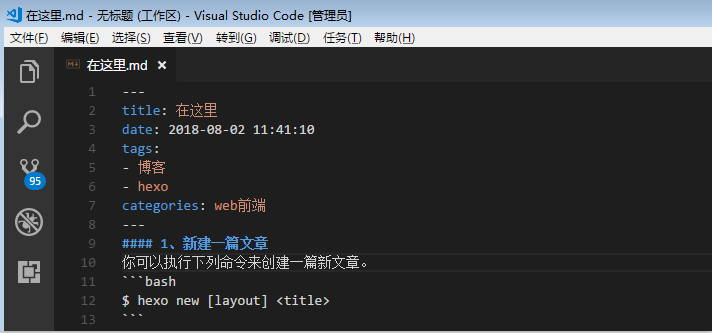 在这里.md - 无标题 (工作区) - Visual Studio Code [管理员]
文件(F) 编辑(E) 选择(S) 查看(V) 转到(G) 调试(D) 任务(T) 帮助(H)
在这里.md
95
1 ---
2 title: 在这里
3 date: 2018-08-02 11:41:10
4 tags:
5 - 博客
6 - hexo
7 categories: web前端
8 ---
9 #### 1、新建一篇文章
10 你可以执行下列命令来创建一篇新文章。
11 ```bash
12 $ hexo new [layout] <title>
13 ```